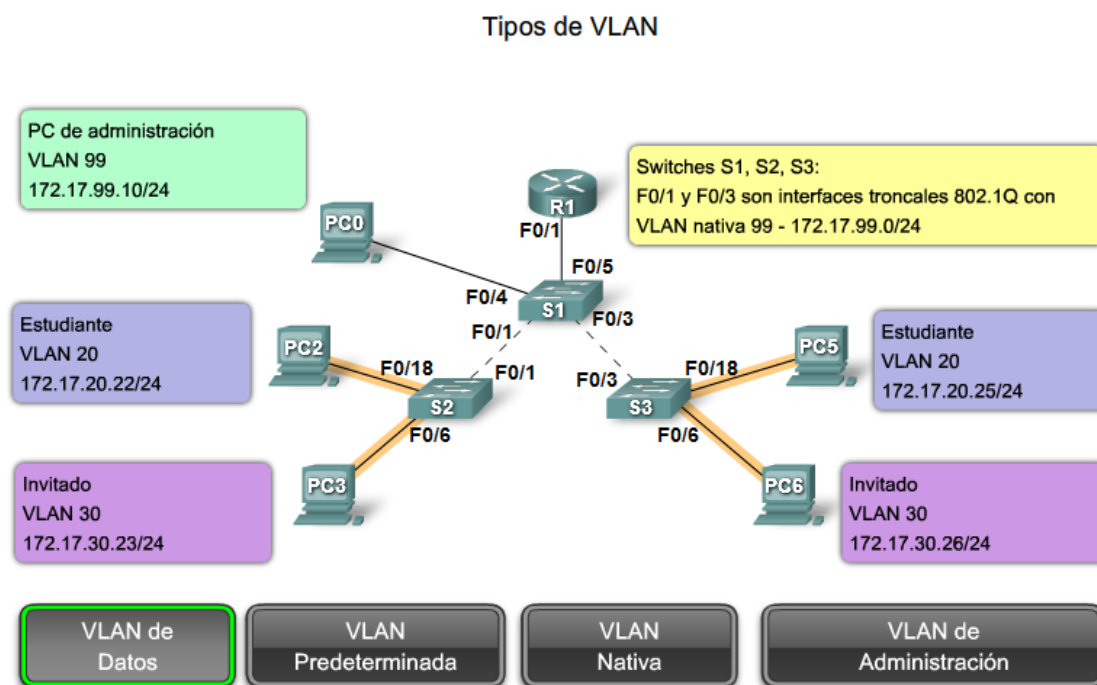 Tipos de VLAN
PC de administración
VLAN 99
172.17.99.10/24
Switches S1, S2, S3:
F0/1 y F0/3 son interfaces troncales 802.1Q con
VLAN nativa 99 - 172.17.99.0/24
R1
F0/1
PC0
F0/5
F0/4
S1
F0/1
F0/3
Estudiante
VLAN 20
172.17.20.22/24
PC2
F0/18
F0/1
S2
F0/6
F0/3
F0/18
S3
F0/6
PC5
Estudiante
VLAN 20
172.17.20.25/24
Invitado
VLAN 30
172.17.30.23/24
PC3
PC6
Invitado
VLAN 30
172.17.30.26/24
VLAN de
Datos
VLAN
Predeterminada
VLAN
Nativa
VLAN de
Administración